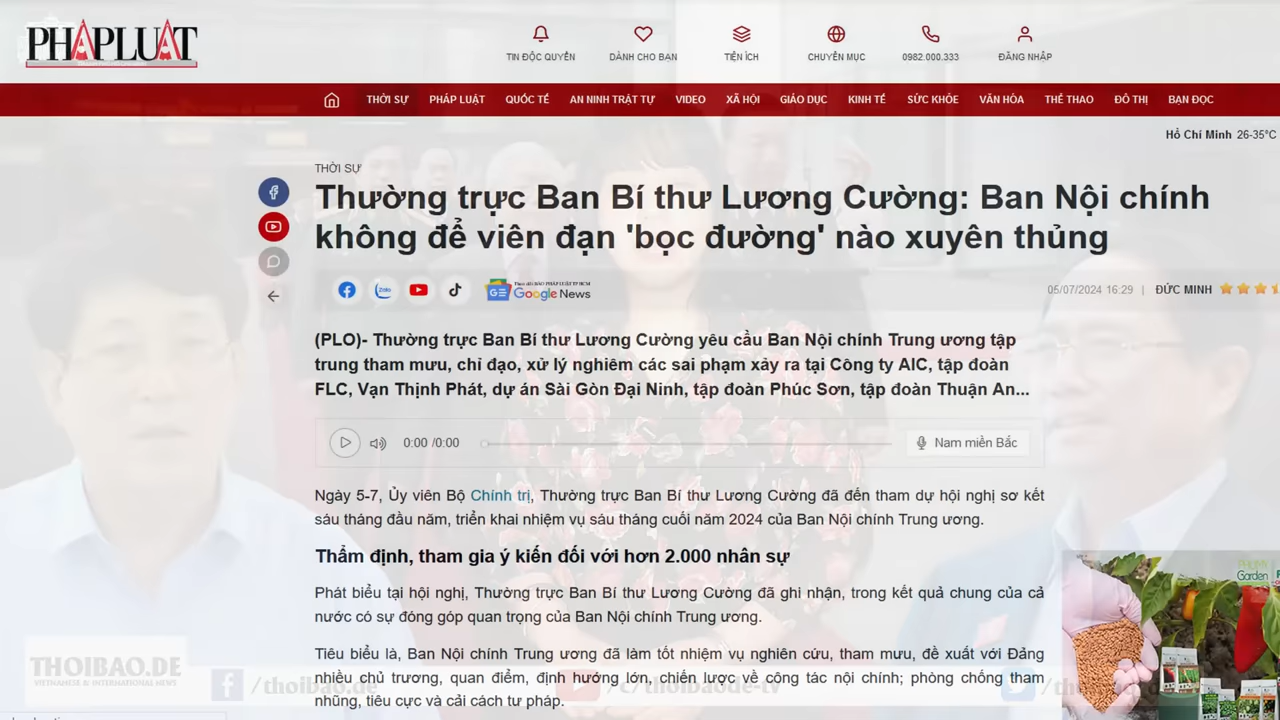 PHÁPLUẬT
TIN ĐỘC QUYỀN
DÀNH CHO BẠN
TIỆN ÍCH
CHUYÊN MỤC
0982.000.333
ĐĂNG NHẬP
THỜI SỰ
PHÁP LUẬT
QUỐC TẾ
AN NINH TRẬT TỰ
VIDEO
XÃ HỘI
GIÁO DỤC
KINH TẾ
SỨC KHỎE
VĂN HÓA
THỂ THAO
ĐÔ THỊ
BẠN ĐỌC
Hồ Chí Minh 26-35°C
THỜI SỰ
Thường trực Ban Bí thư Lương Cường: Ban Nội chính
không để viên đạn 'bọc đường' nào xuyên thủng
Zalo
Theo dõi BÁO PHÁP LUẬT TP HCM
Google News
05/07/2024 16:29 | ĐỨC MINH
(PLO)- Thường trực Ban Bí thư Lương Cường yêu cầu Ban Nội chính Trung ương tập
trung tham mưu, chỉ đạo, xử lý nghiêm các sai phạm xảy ra tại Công ty AIC, tập đoàn
FLC, Vạn Thịnh Phát, dự án Sài Gòn Đại Ninh, tập đoàn Phúc Sơn, tập đoàn Thuận An...
0:00 /0:00
Nam miền Bắc
Ngày 5-7, Ủy viên Bộ Chính trị, Thường trực Ban Bí thư Lương Cường đã đến tham dự hội nghị sơ kết
sáu tháng đầu năm, triển khai nhiệm vụ sáu tháng cuối năm 2024 của Ban Nội chính Trung ương.
Thẩm định, tham gia ý kiến đối với hơn 2.000 nhân sự
Phát biểu tại hội nghị, Thường trực Ban Bí thư Lương Cường đã ghi nhận, trong kết quả chung của cả
nước có sự đóng góp quan trọng của Ban Nội chính Trung ương.
Tiêu biểu là, Ban Nội chính Trung ương đã làm tốt nhiệm vụ nghiên cứu, tham mưu, đề xuất với Đảng
nhiều chủ trương, quan điểm, định hướng lớn, chiến lược về công tác nội chính; phòng chống tham
nhũng, tiêu cực và cải cách tư pháp.
Garden
THOIBAO.DE
VIETNAMESE & INTERNATIONAL NEWS
/thoibao.de
/c/thoibaode-tv